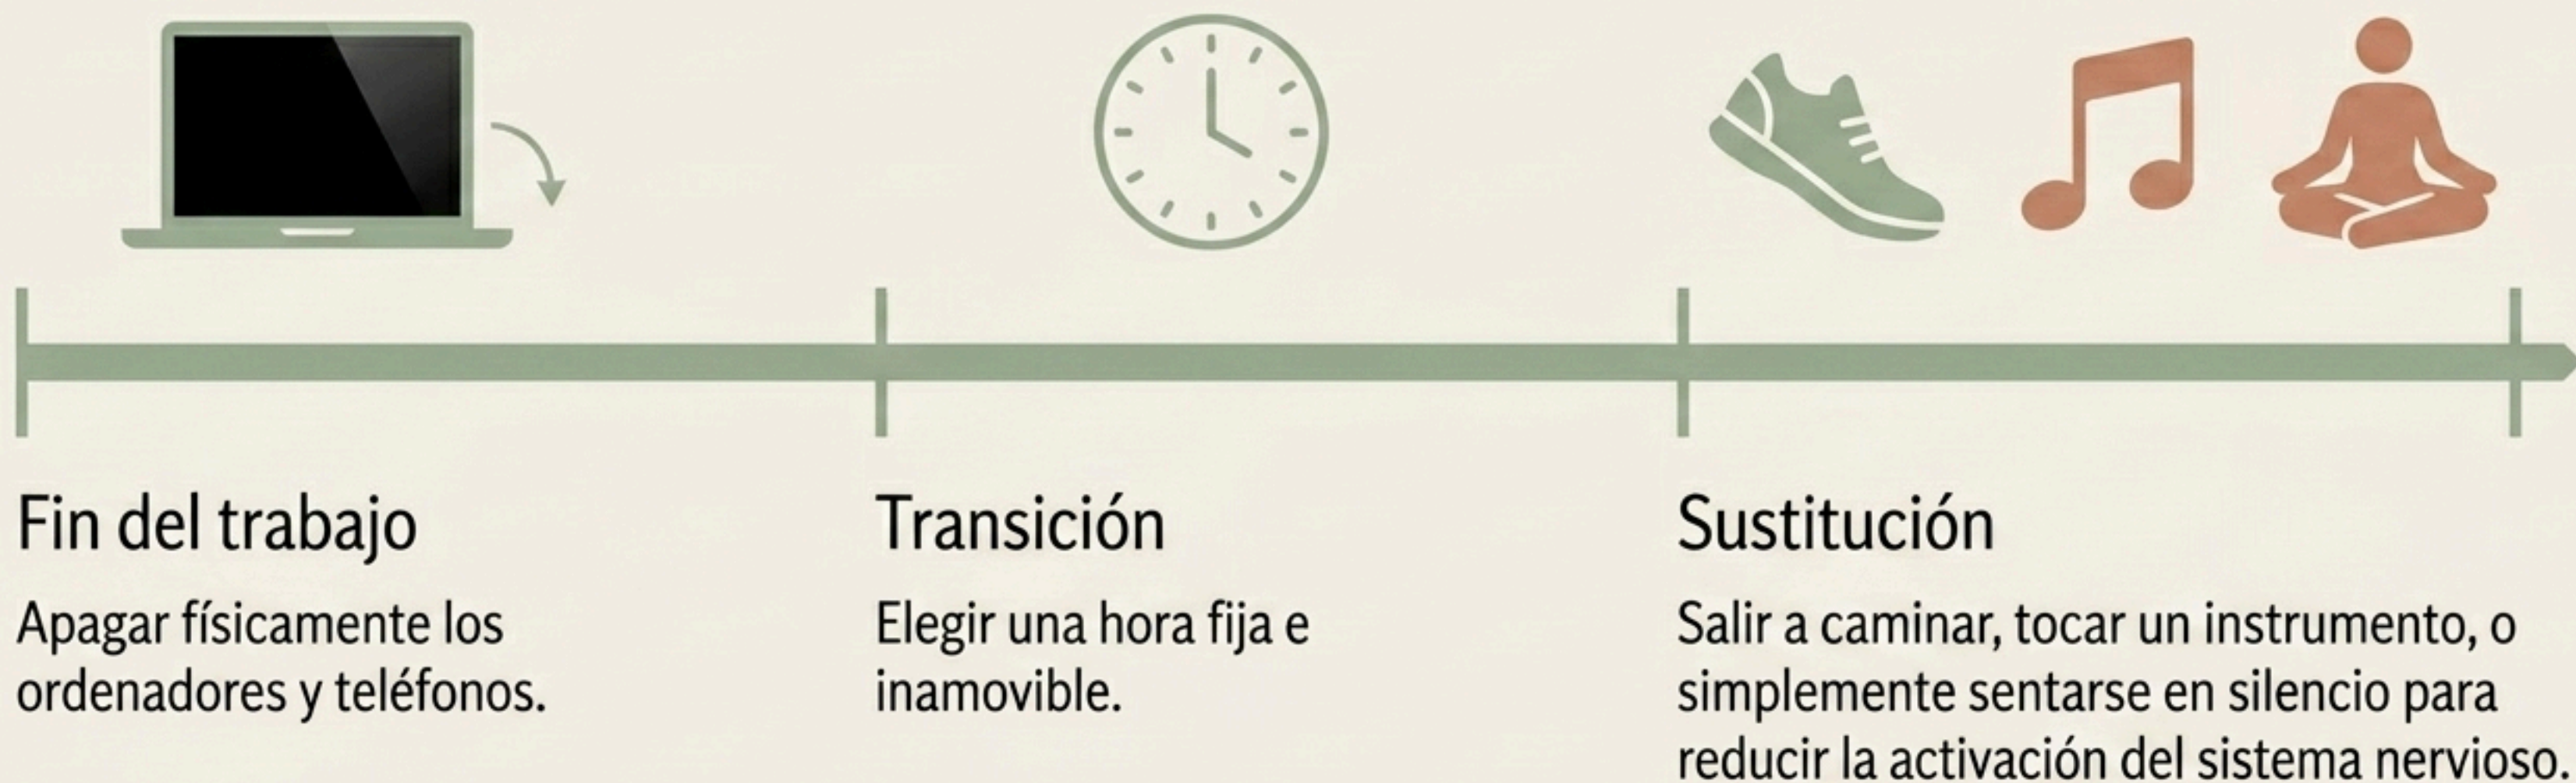 Fin del trabajo
Apagar físicamente los
ordenadores y teléfonos.
Transición
Elegir una hora fija e
inamovible.
Sustitución
Salir a caminar, tocar un instrumento, o
simplemente sentarse en silencio para
reducir la activación del sistema nervioso.